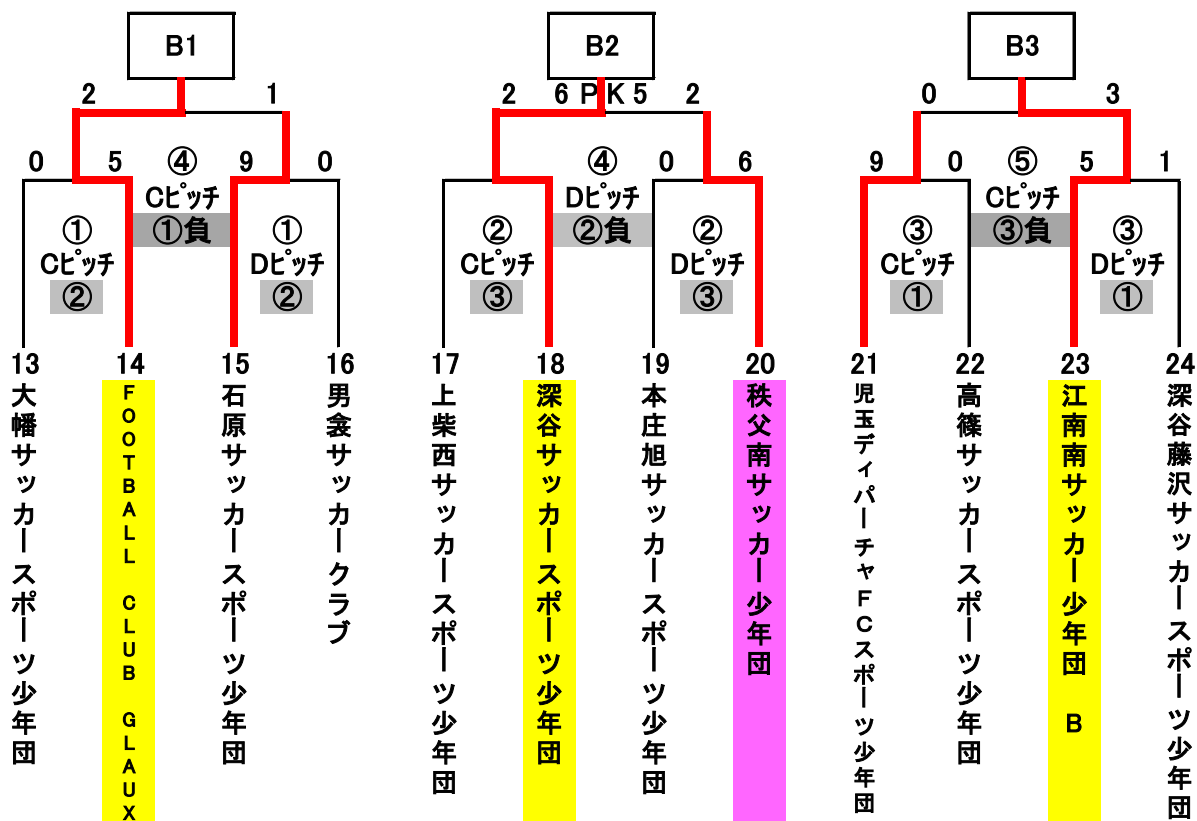 B1 B2 B3
2 1 2 6 PK 5 2 0 3
0 5 ④ 9 0 ④ 0 6 9 0 ⑤ 5 1
Cピッチ Dピッチ Cピッチ
① ①負 ① ② ②負 ② ③ ③負 ③
Cピッチ Dピッチ Cピッチ Dピッチ Cピッチ Dピッチ
② ② ③ ③ ① ①
13 14 15 16 17 18 19 20 21 22 23 24
大幡サッカースポーツ少年団
FOOTBALL CLUB GLAUX
石原サッカースポーツ少年団
男衾サッカークラブ
上柴西サッカースポーツ少年団
深谷サッカースポーツ少年団
本庄旭サッカースポーツ少年団
秩父南サッカー少年団
児玉ディパーチャFCスポーツ少年団
高篠サッカースポーツ少年団
江南南サッカー少年団 B
深谷藤沢サッカースポーツ少年団